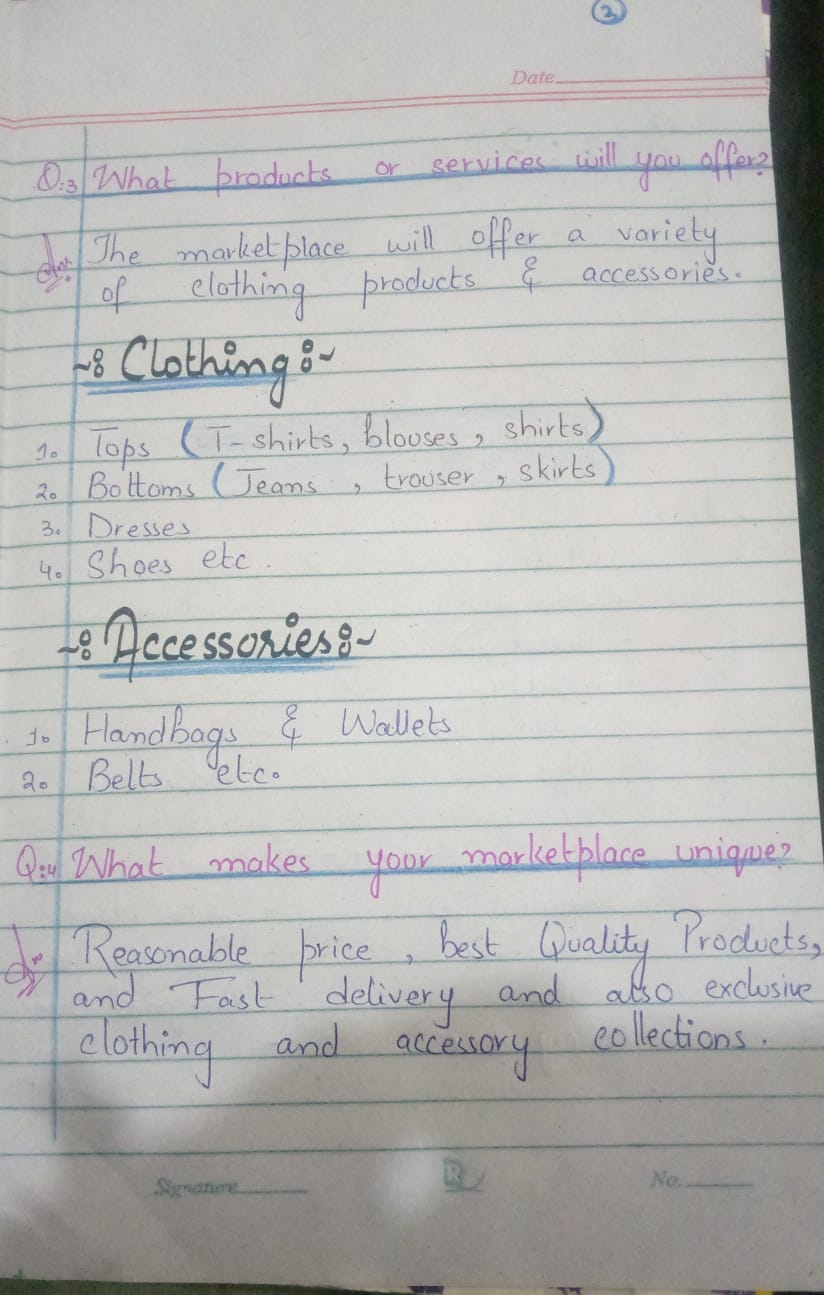 2
Date
Q:3 What products or services will you offer?
Ans: The marketplace will offer a variety
of clothing products & accessories.
~: Clothing :~
1. Tops (T-shirts, blouses, shirts)
2. Bottoms (Jeans, trouser, skirts)
3. Dresses
4. Shoes etc.
~: Accessories :~
1. Handbags & Wallets
2. Belts etc.
Q:4 What makes your marketplace unique?
Reasonable price, best Quality Products,
and Fast delivery and also exclusive
clothing and accessory collections.
Signature R No.